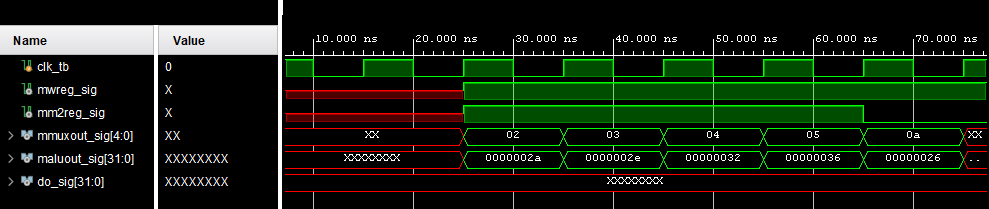 Name Value 10.000 ns 20.000 ns 30.000 ns 40.000 ns 50.000 ns 60.000 ns 70.000 ns
clk_tb 0
mwreg_sig X
mm2reg_sig X
mmuxout_sig[4:0] XX XX 02 03 04 05 0a XX
maluout_sig[31:0] XXXXXXXX XXXXXXXX 0000002a 0000002e 00000032 00000036 00000026 ..
do_sig[31:0] XXXXXXXX XXXXXXXX